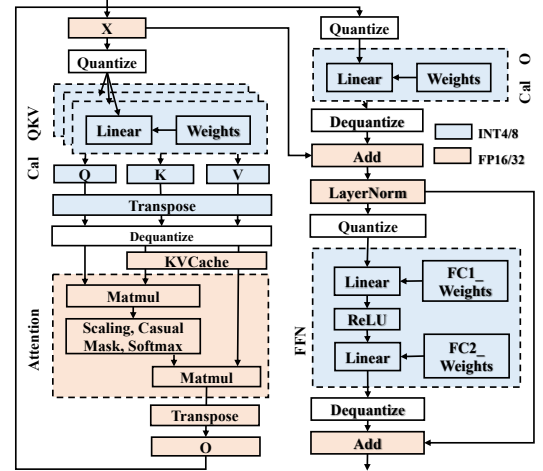 X
Quantize
Cal QKV
Linear
Weights
Q
K
V
Transpose
Dequantize
KVCache
Attention
Matmul
Scaling, Casual
Mask, Softmax
Matmul
Transpose
O
Quantize
Linear
Weights
Cal O
Dequantize
INT4/8
FP16/32
Add
LayerNorm
Quantize
FFN
Linear
FC1_
Weights
ReLU
Linear
FC2_
Weights
Dequantize
Add